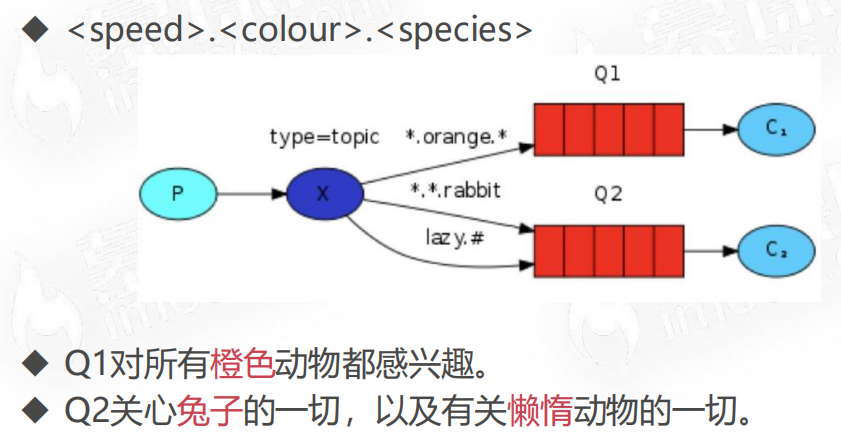 <speed>.<colour>.<species>
Q1
type=topic
*.orange.*
C₁
P
X
*.*.rabbit
Q2
lazy.#
C₂
Q1对所有橙色动物都感兴趣。
Q2关心兔子的一切，以及有关懒惰动物的一切。